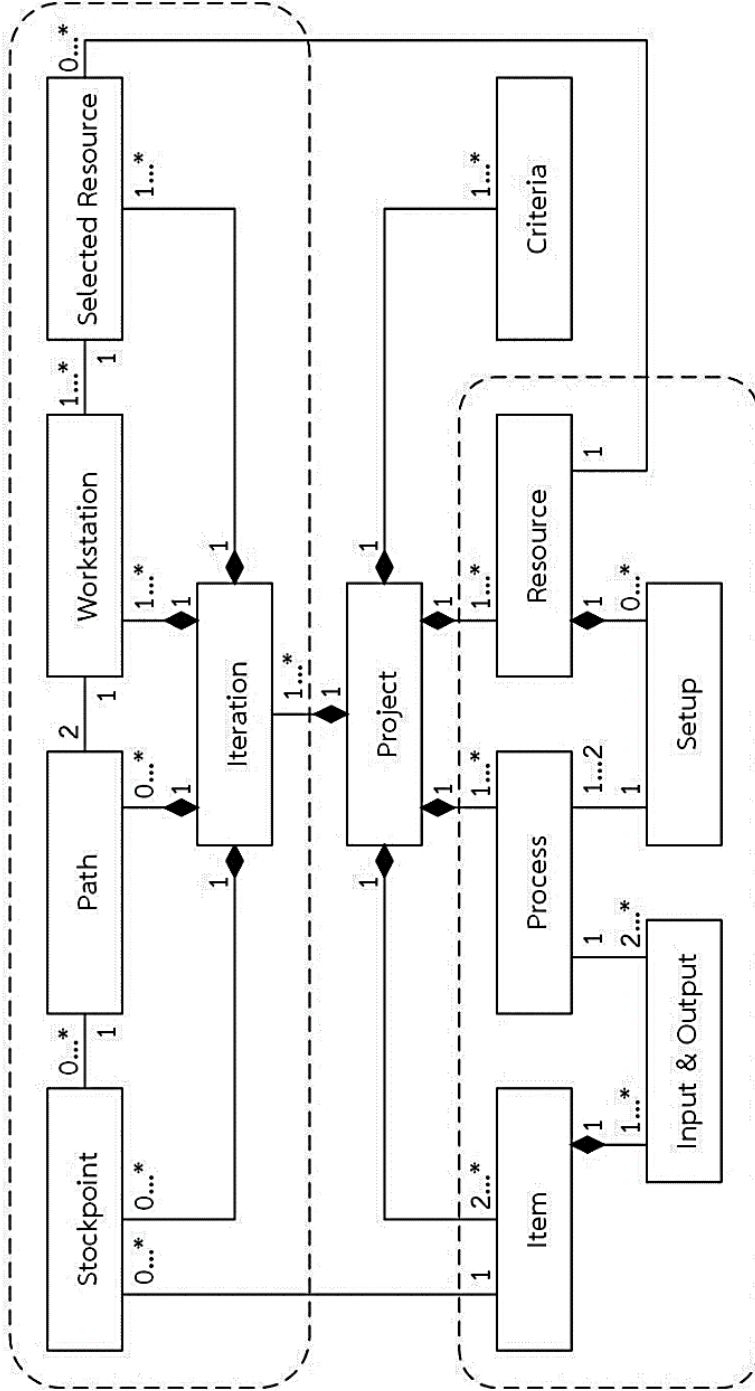 0...* 2 1...* 0...*
Stockpoint Path Workstation Selected Resource
1 1 1
0...* 0...* 0...* 1...* 1...*
1 1
1 1
Iteration
1...*
1
1 1
Project
1 1
1 2...* 1...* 1...* 1...*
Item Process Resource Criteria
1 1 1...2 1 1
1...* 2...* 1 0...*
Input & Output Setup